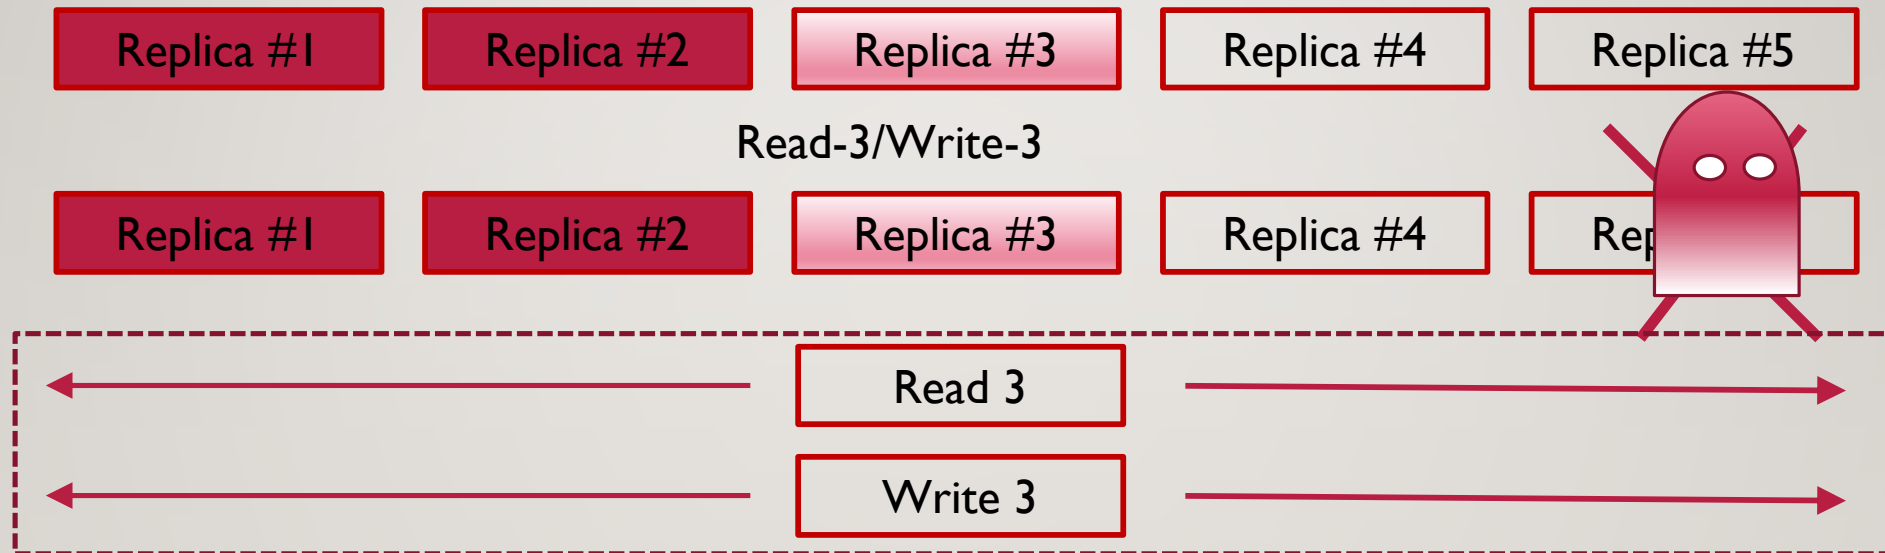 Replica #1 Replica #2 Replica #3 Replica #4 Replica #5
Read-3/Write-3
Replica #1 Replica #2 Replica #3 Replica #4
Read 3
Write 3